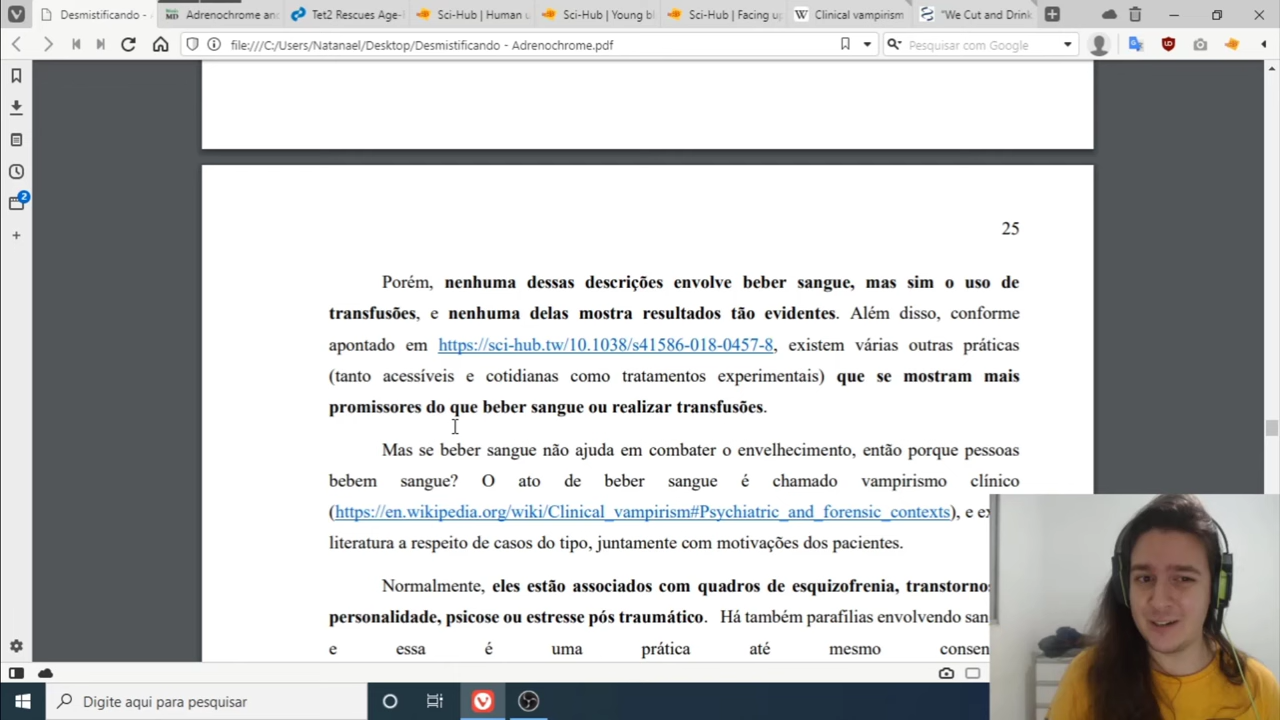 Desmistificando -
Adrenochrome and
Tet2 Rescues Age-
Sci-Hub | Human u
Sci-Hub | Young bl
Sci-Hub | Facing up
Clinical vampirism
"We Cut and Drink
file:///C:/Users/Natanael/Desktop/Desmistificando - Adrenochrome.pdf
Pesquisar com Google
2
25
Porém, nenhuma dessas descrições envolve beber sangue, mas sim o uso de
transfusões, e nenhuma delas mostra resultados tão evidentes. Além disso, conforme
apontado em https://sci-hub.tw/10.1038/s41586-018-0457-8, existem várias outras práticas
(tanto acessíveis e cotidianas como tratamentos experimentais) que se mostram mais
promissores do que beber sangue ou realizar transfusões.
Mas se beber sangue não ajuda em combater o envelhecimento, então porque pessoas
bebem sangue? O ato de beber sangue é chamado vampirismo clínico
(https://en.wikipedia.org/wiki/Clinical_vampirism#Psychiatric_and_forensic_contexts), e ex
literatura a respeito de casos do tipo, juntamente com motivações dos pacientes.
Normalmente, eles estão associados com quadros de esquizofrenia, transtorno
personalidade, psicose ou estresse pós traumático. Há também parafílias envolvendo san
e essa é uma prática até mesmo consen
Digite aqui para pesquisar